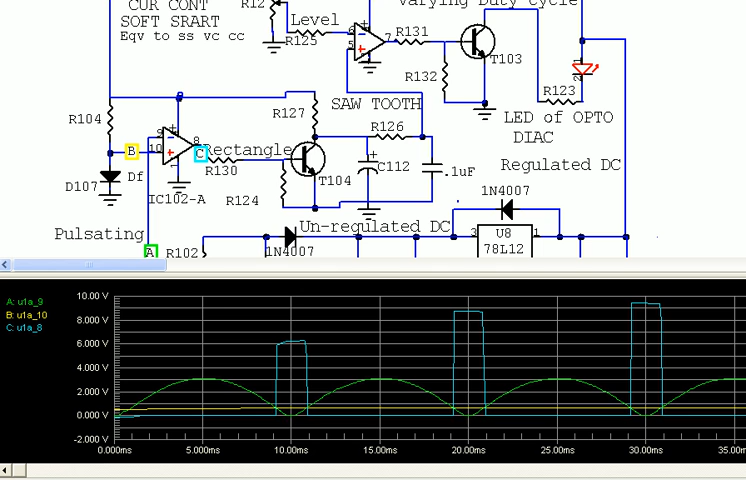 CUR CONT
SOFT SRART
Eqv to ss vc cc
R12
Level
R125
Varying Duty cycle
6
5
7
R131
R132
T103
R104
R127
SAW TOOTH
R123
LED of OPTO
DIAC
B
10
8
C
Rectangle
R126
R130
C112
.1uF
Regulated DC
D107
Df
1
T104
R124
IC102-A
1N4007
Pulsating
Un-regulated DC
A
R102
1N4007
3
U8
78L12
1
A: u1a_9
B: u1a_10
C: u1a_8
10.00 V
8.000 V
6.000 V
4.000 V
2.000 V
0.000 V
-2.000 V
0.000ms
5.000ms
10.00ms
15.00ms
20.00ms
25.00ms
30.00ms
35.00m